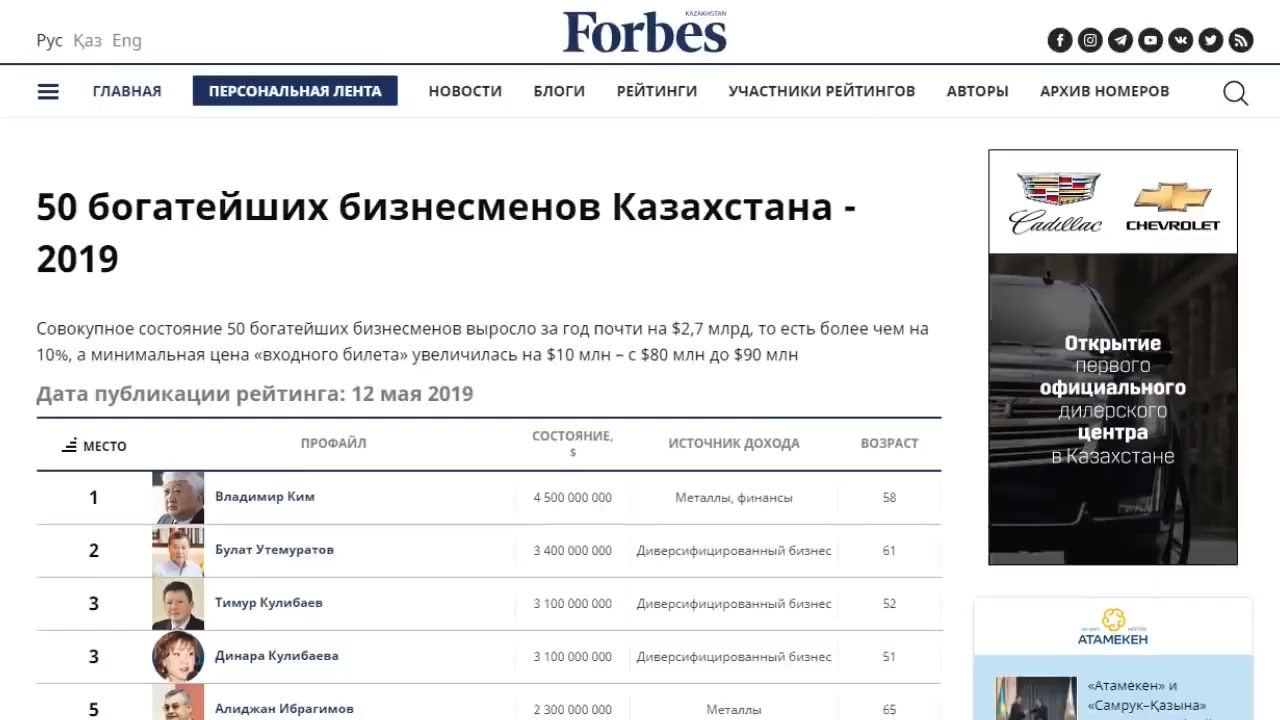 Рус Қаз Eng
KAZAKHSTAN
Forbes
ГЛАВНАЯ ПЕРСОНАЛЬНАЯ ЛЕНТА НОВОСТИ БЛОГИ РЕЙТИНГИ УЧАСТНИКИ РЕЙТИНГОВ АВТОРЫ АРХИВ НОМЕРОВ
50 богатейших бизнесменов Казахстана -
2019
Совокупное состояние 50 богатейших бизнесменов выросло за год почти на $2,7 млрд, то есть более чем на
10%, а минимальная цена «входного билета» увеличилась на $10 млн – с $80 млн до $90 млн
Дата публикации рейтинга: 12 мая 2019
МЕСТО ПРОФАЙЛ СОСТОЯНИЕ, $ ИСТОЧНИК ДОХОДА ВОЗРАСТ
1 Владимир Ким 4 500 000 000 Металлы, финансы 58
2 Булат Утемуратов 3 400 000 000 Диверсифицированный бизнес 61
3 Тимур Кулибаев 3 100 000 000 Диверсифицированный бизнес 52
3 Динара Кулибаева 3 100 000 000 Диверсифицированный бизнес 51
5 Алиджан Ибрагимов 2 300 000 000 Металлы 65
Cadillac CHEVROLET
Открытие
первого
официального
дилерского
центра
в Казахстане
АТАМЕКЕН
«Атамекен» и
«Самрук–Қазына»